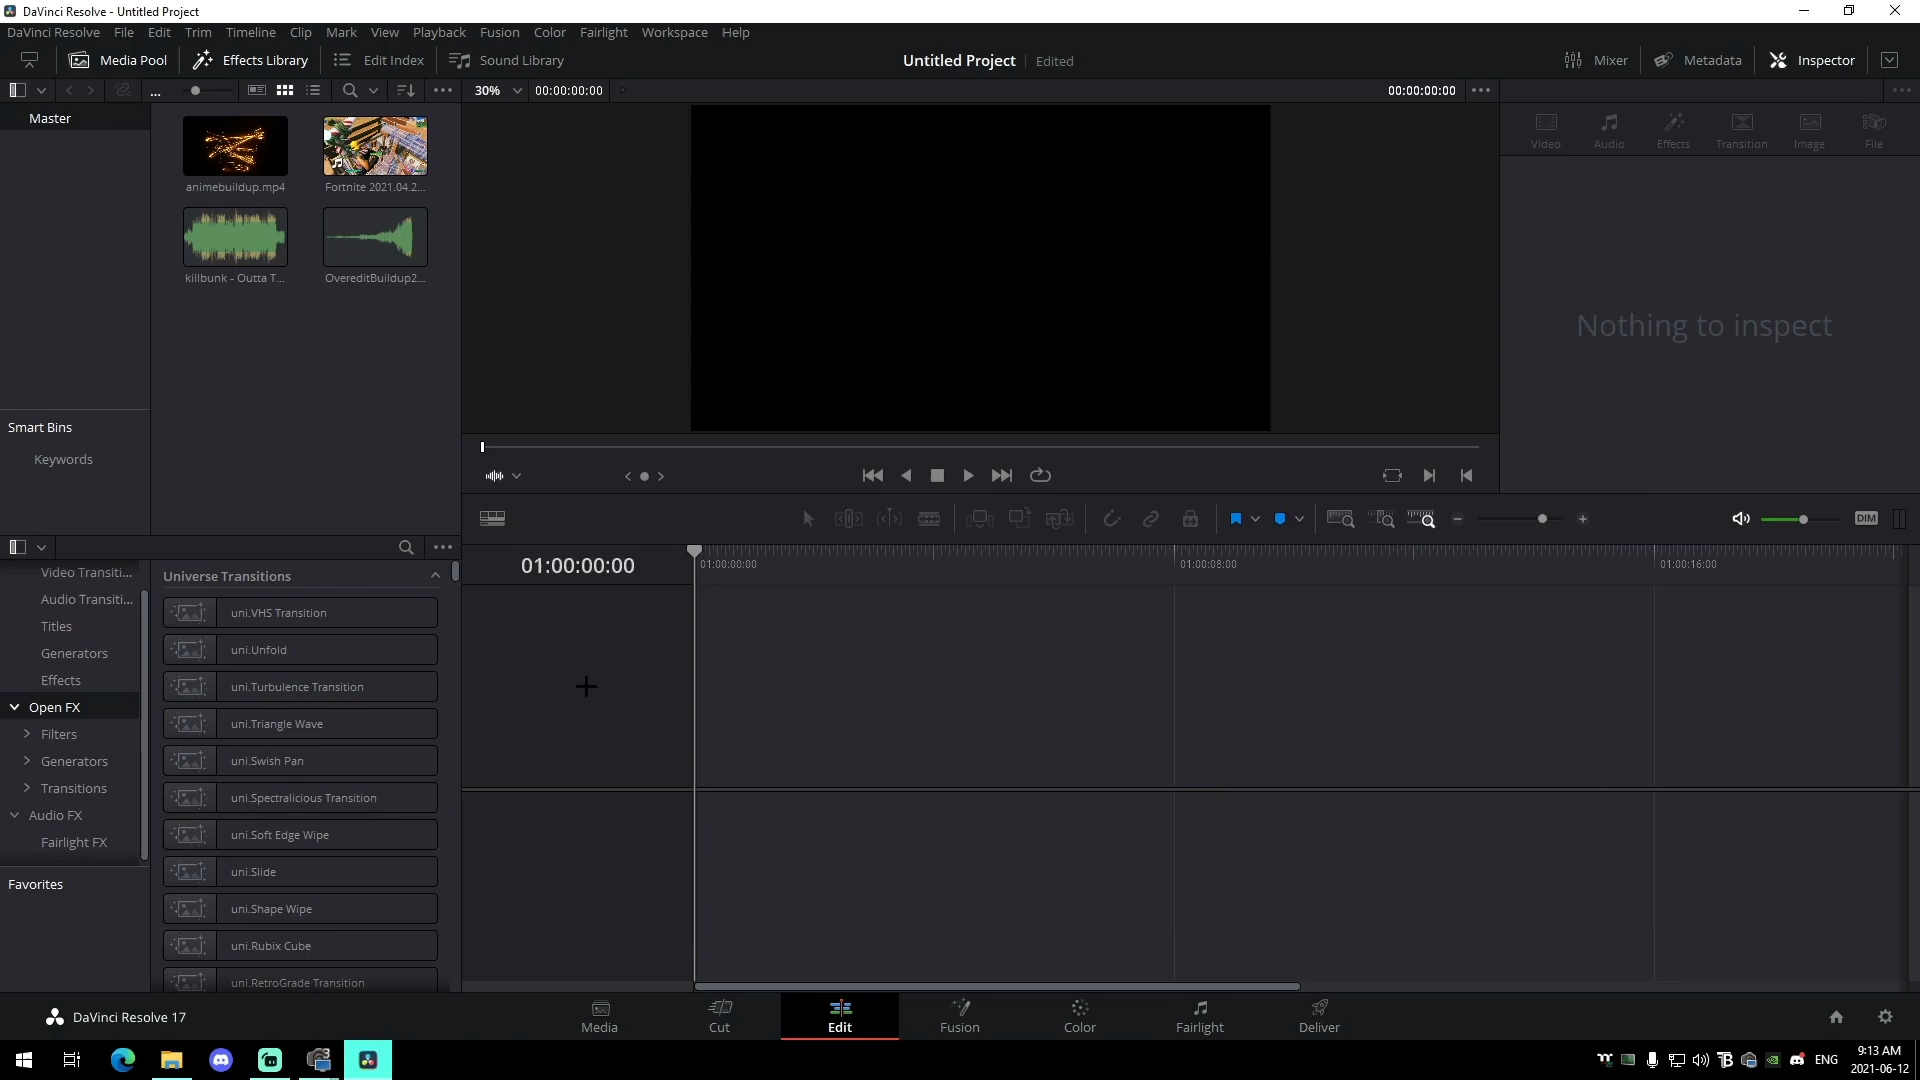 DaVinci Resolve - Untitled Project
DaVinci Resolve File Edit Trim Timeline Clip Mark View Playback Fusion Color Fairlight Workspace Help
Media Pool Effects Library Edit Index Sound Library Untitled Project Edited Mixer Metadata Inspector
... 30% 00:00:00:00 00:00:00:00
Master
Video Audio Effects Transition Image File
animebuildup.mp4 Fortnite 2021.04.2...
killbunk - Outta T... OvereditBuildup2...
Nothing to inspect
Smart Bins
Keywords
DIM
01:00:00:00 01:00:00:00 01:00:08:00 01:00:16:00
Video Transiti...
Audio Transiti...
Titles
Generators
Effects
Open FX
Filters
Generators
Transitions
Audio FX
Fairlight FX
Favorites
Universe Transitions
uni.VHS Transition
uni.Unfold
uni.Turbulence Transition
uni.Triangle Wave
uni.Swish Pan
uni.Spectralicious Transition
uni.Soft Edge Wipe
uni.Slide
uni.Shape Wipe
uni.Rubix Cube
uni.RetroGrade Transition
DaVinci Resolve 17 Media Cut Edit Fusion Color Fairlight Deliver
ENG 9:13 AM
2021-06-12